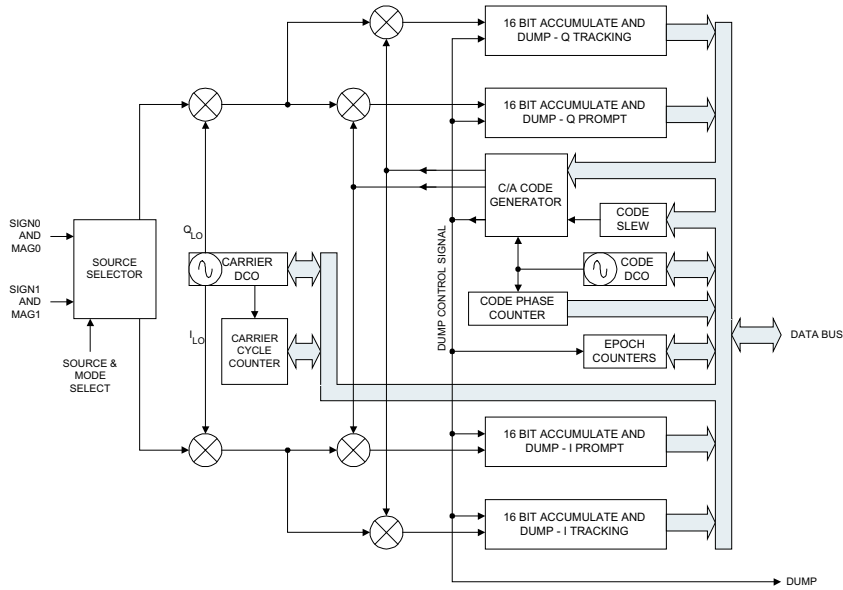 16 BIT ACCUMULATE AND
DUMP - Q TRACKING
16 BIT ACCUMULATE AND
DUMP - Q PROMPT
C/A CODE
GENERATOR
CODE
SLEW
SIGN0
AND
MAG0
SOURCE
SELECTOR
SIGN1
AND
MAG1
SOURCE &
MODE
SELECT
QLO
CARRIER
DCO
ILO
CARRIER
CYCLE
COUNTER
DUMP CONTROL SIGNAL
CODE
DCO
CODE PHASE
COUNTER
EPOCH
COUNTERS
DATA BUS
16 BIT ACCUMULATE AND
DUMP - I PROMPT
16 BIT ACCUMULATE AND
DUMP - I TRACKING
DUMP